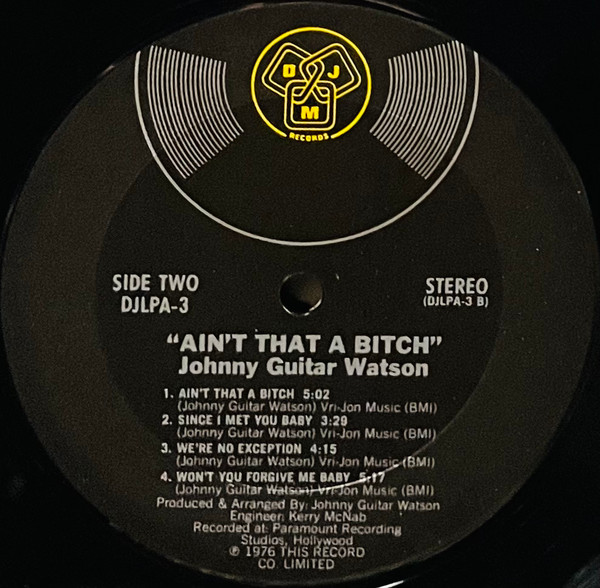 D J
M
RECORDS
SIDE TWO
DJLPA-3
STEREO
(DJLPA-3 B)
"AIN'T THAT A BITCH"
Johnny Guitar Watson
1. AIN'T THAT A BITCH 5:02
(Johnny Guitar Watson) Vri-Jon Music (BMI)
2. SINCE I MET YOU BABY 3:29
(Johnny Guitar Watson) Vri-Jon Music (BMI)
3. WE'RE NO EXCEPTION 4:15
(Johnny Guitar Watson) Vri-Jon Music (BMI)
4. WON'T YOU FORGIVE ME BABY 5:17
(Johnny Guitar Watson) Vri-Jon Music (BMI)
Produced & Arranged By: Johnny Guitar Watson
Engineer: Kerry McNab
Recorded at: Paramount Recording
Studios, Hollywood
℗ 1976 THIS RECORD
CO. LIMITED